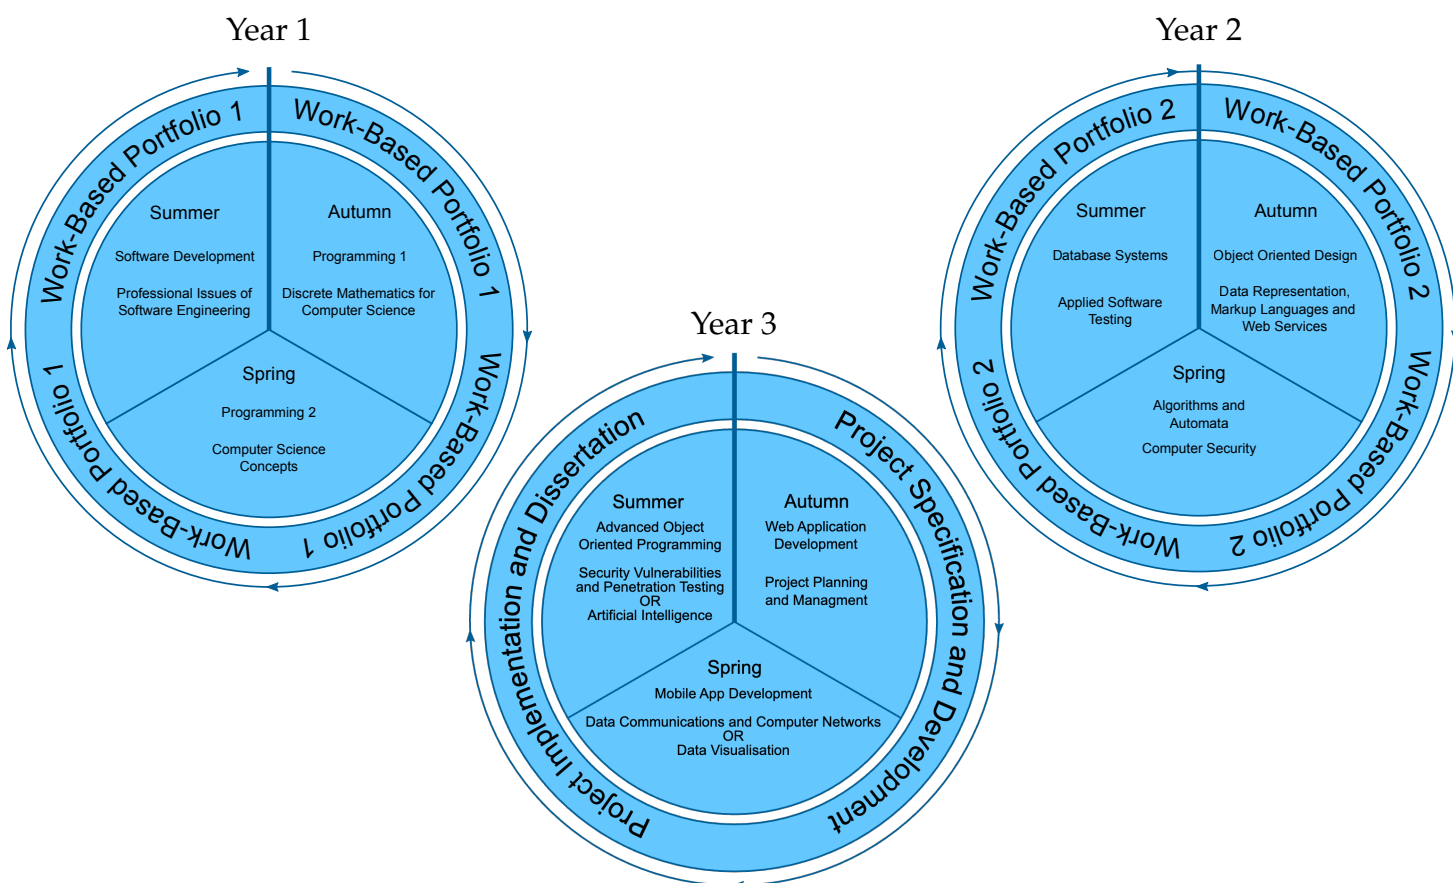 Year 1
Work-Based Portfolio 1
Work-Based Portfolio 1
Work-Based Portfolio 1
Work-Based Portfolio 1
Autumn
Programming 1
Discrete Mathematics for
Computer Science
Spring
Programming 2
Computer Science
Concepts
Summer
Software Development
Professional Issues of
Software Engineering
Year 2
Work-Based Portfolio 2
Work-Based Portfolio 2
Work-Based Portfolio 2
Work-Based Portfolio 2
Autumn
Object Oriented Design
Data Representation,
Markup Languages and
Web Services
Spring
Algorithms and
Automata
Computer Security
Summer
Database Systems
Applied Software
Testing
Year 3
Project Specification and Development
Project Implementation and Dissertation
Autumn
Web Application
Development
Project Planning
and Managment
Spring
Mobile App Development
Data Communications and Computer Networks
OR
Data Visualisation
Summer
Advanced Object
Oriented Programming
Security Vulnerabilities
and Penetration Testing
OR
Artificial Intelligence